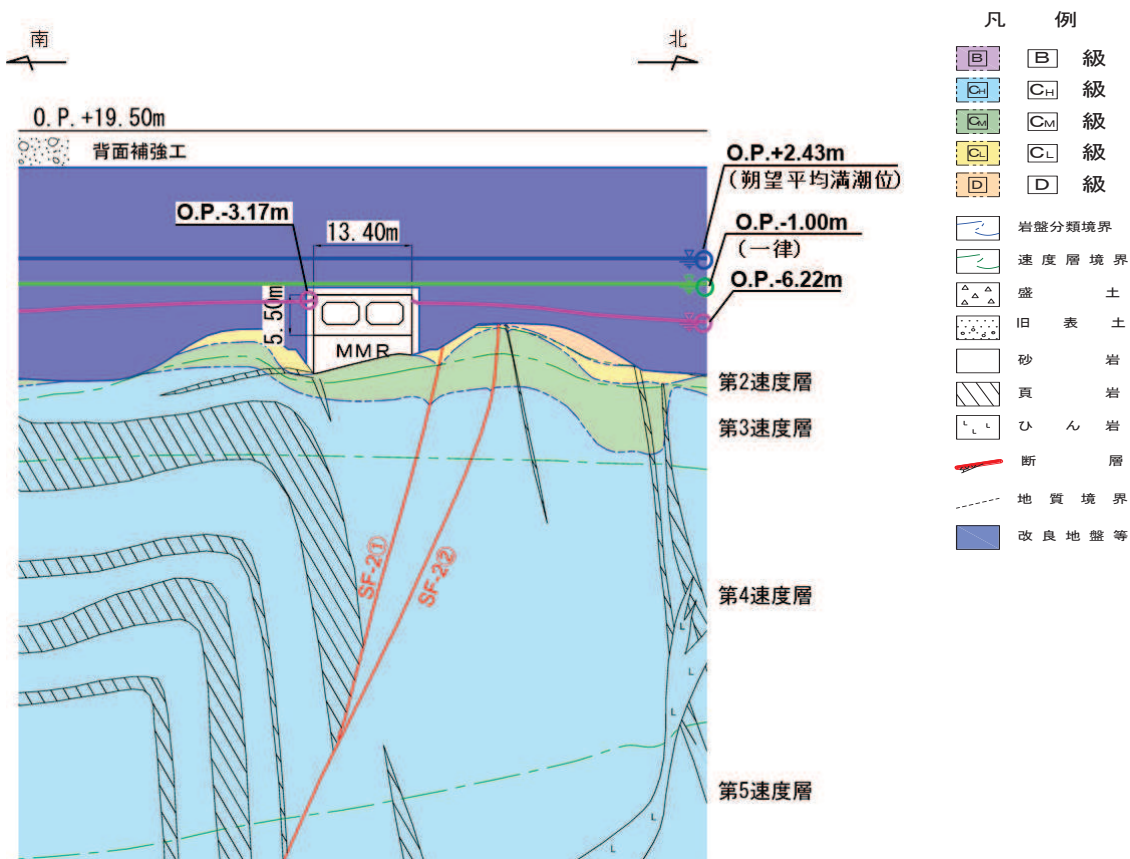 南
北
O.P.+19.50m
背面補強工
O.P.-3.17m
13.40m
5.50m
MMR
O.P.+2.43m
(朔望平均満潮位)
O.P.-1.00m
(一律)
O.P.-6.22m
第2速度層
第3速度層
第4速度層
第5速度層
SF-2①
SF-2②
L
L
L
L
L
凡 例
B B 級
CH CH 級
CM CM 級
CL CL 級
D D 級
岩盤分類境界
速度層境界
盛 土
旧 表 土
砂 岩
頁 岩
ひ ん 岩
断 層
地 質 境 界
改 良 地 盤 等